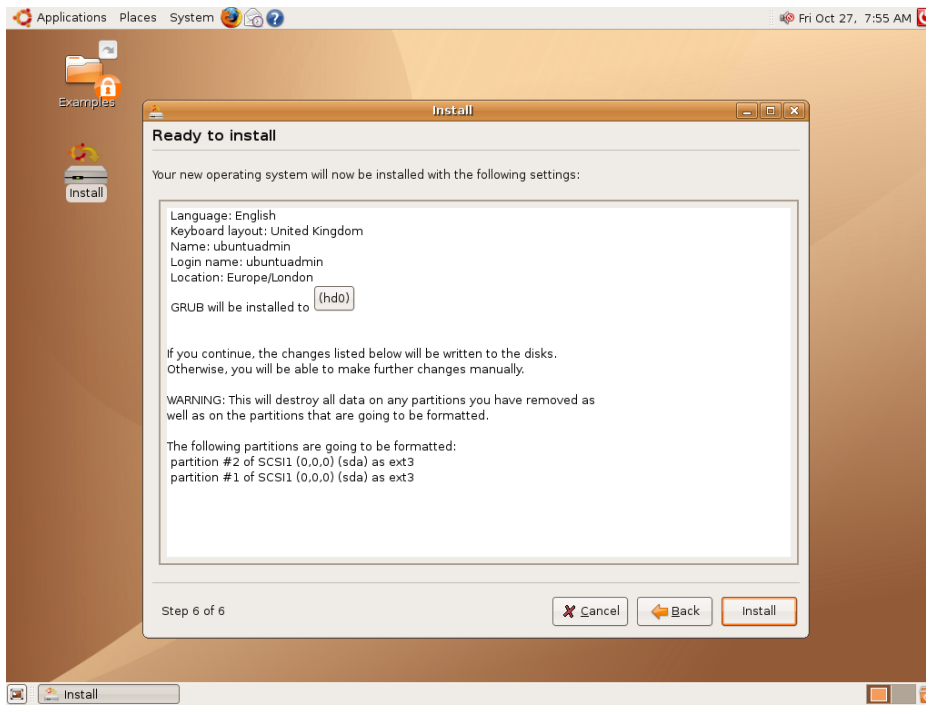 Applications Places System
Fri Oct 27, 7:55 AM
Examples
Install
Install
Ready to install
Your new operating system will now be installed with the following settings:
Language: English
Keyboard layout: United Kingdom
Name: ubuntuadmin
Login name: ubuntuadmin
Location: Europe/London
GRUB will be installed to (hd0)
If you continue, the changes listed below will be written to the disks.
Otherwise, you will be able to make further changes manually.
WARNING: This will destroy all data on any partitions you have removed as
well as on the partitions that are going to be formatted.
The following partitions are going to be formatted:
partition #2 of SCSI1 (0,0,0) (sda) as ext3
partition #1 of SCSI1 (0,0,0) (sda) as ext3
Step 6 of 6
Cancel
Back
Install
Install